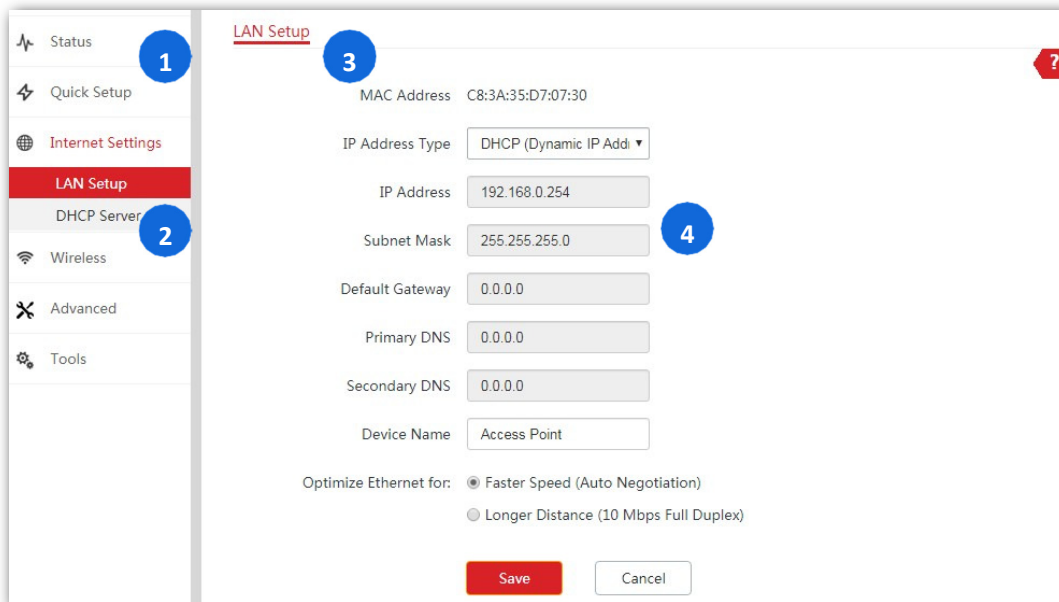 Status
1
Quick Setup
Internet Settings
LAN Setup
DHCP Server
2
Wireless
Advanced
Tools
LAN Setup
3
?
MAC Address C8:3A:35:D7:07:30
IP Address Type DHCP (Dynamic IP Addr
IP Address 192.168.0.254
Subnet Mask 255.255.255.0
4
Default Gateway 0.0.0.0
Primary DNS 0.0.0.0
Secondary DNS 0.0.0.0
Device Name Access Point
Optimize Ethernet for: Faster Speed (Auto Negotiation)
Longer Distance (10 Mbps Full Duplex)
Save Cancel